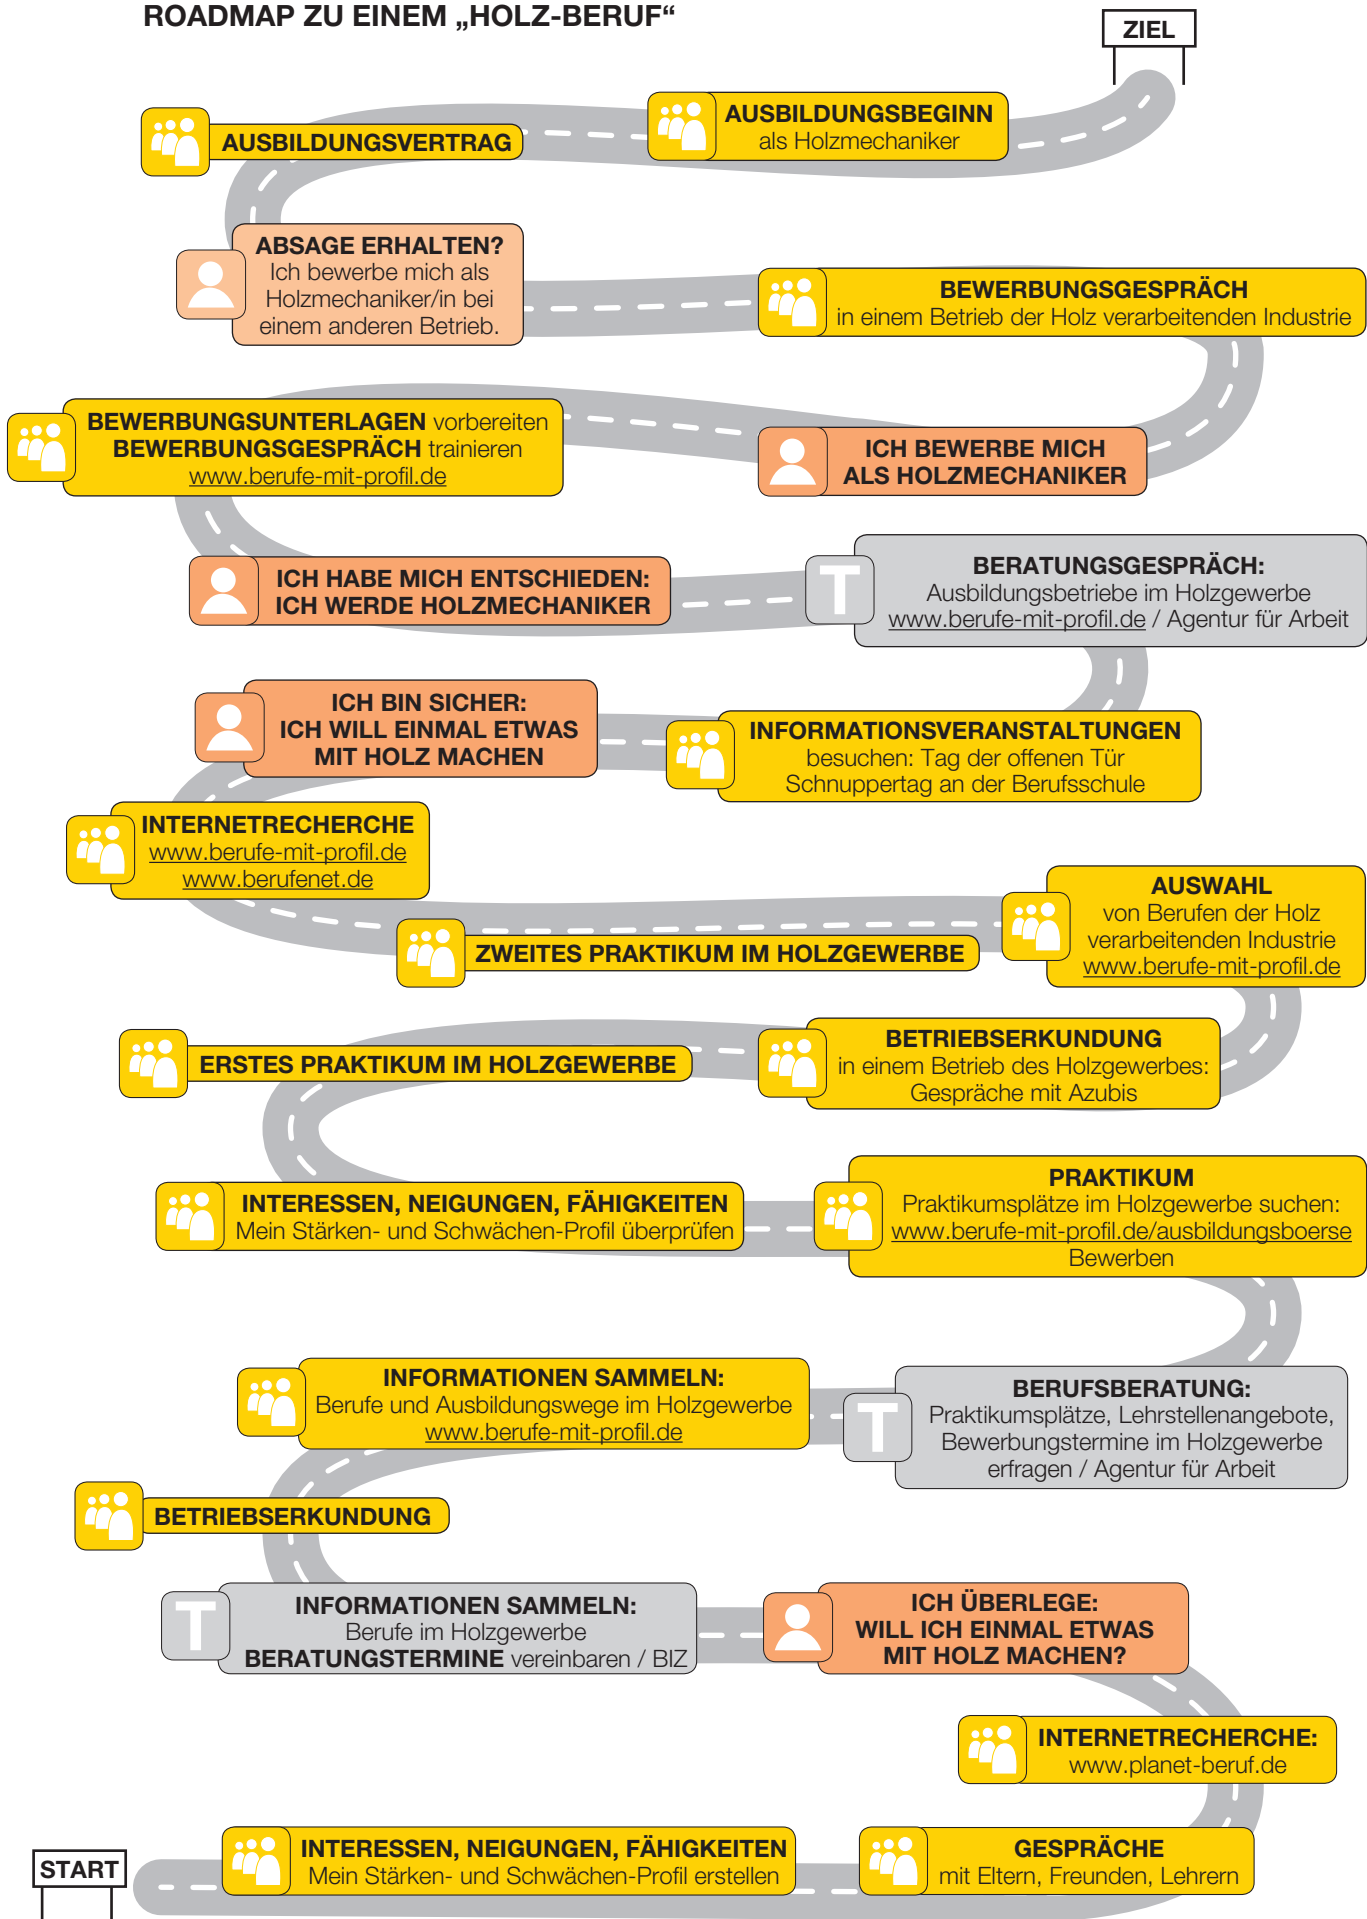 ROADMAP ZU EINEM „HOLZ-BERUF“
ZIEL
AUSBILDUNGSBEGINN
als Holzmechaniker
AUSBILDUNGSVERTRAG
ABSAGE ERHALTEN?
Ich bewerbe mich als
Holzmechaniker/in bei
einem anderen Betrieb.
BEWERBUNGSGESPRÄCH
in einem Betrieb der Holz verarbeitenden Industrie
BEWERBUNGSUNTERLAGEN vorbereiten
BEWERBUNGSGESPRÄCH trainieren
www.berufe-mit-profil.de
ICH BEWERBE MICH
ALS HOLZMECHANIKER
ICH HABE MICH ENTSCHIEDEN:
ICH WERDE HOLZMECHANIKER
T
BERATUNGSGESPRÄCH:
Ausbildungsbetriebe im Holzgewerbe
www.berufe-mit-profil.de / Agentur für Arbeit
ICH BIN SICHER:
ICH WILL EINMAL ETWAS
MIT HOLZ MACHEN
INFORMATIONSVERANSTALTUNGEN
besuchen: Tag der offenen Tür
Schnuppertag an der Berufsschule
INTERNETRECHERCHE
www.berufe-mit-profil.de
www.berufenet.de
AUSWAHL
von Berufen der Holz
verarbeitenden Industrie
www.berufe-mit-profil.de
ZWEITES PRAKTIKUM IM HOLZGEWERBE
ERSTES PRAKTIKUM IM HOLZGEWERBE
BETRIEBSERKUNDUNG
in einem Betrieb des Holzgewerbes:
Gespräche mit Azubis
INTERESSEN, NEIGUNGEN, FÄHIGKEITEN
Mein Stärken- und Schwächen-Profil überprüfen
PRAKTIKUM
Praktikumsplätze im Holzgewerbe suchen:
www.berufe-mit-profil.de/ausbildungsboerse
Bewerben
INFORMATIONEN SAMMELN:
Berufe und Ausbildungswege im Holzgewerbe
www.berufe-mit-profil.de
T
BERUFSBERATUNG:
Praktikumsplätze, Lehrstellenangebote,
Bewerbungstermine im Holzgewerbe
erfragen / Agentur für Arbeit
BETRIEBSERKUNDUNG
T
INFORMATIONEN SAMMELN:
Berufe im Holzgewerbe
BERATUNGSTERMINE vereinbaren / BIZ
ICH ÜBERLEGE:
WILL ICH EINMAL ETWAS
MIT HOLZ MACHEN?
INTERNETRECHERCHE:
www.planet-beruf.de
START
INTERESSEN, NEIGUNGEN, FÄHIGKEITEN
Mein Stärken- und Schwächen-Profil erstellen
GESPRÄCHE
mit Eltern, Freunden, Lehrern